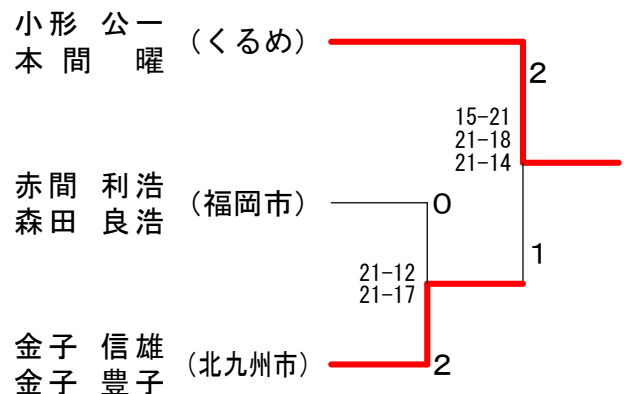 小形 公一
本間 曜
(くるめ)
2
15-21
21-18
21-14
赤間 利浩
森田 良浩
(福岡市)
0
1
21-12
21-17
金子 信雄
金子 豊子
(北九州市)
2